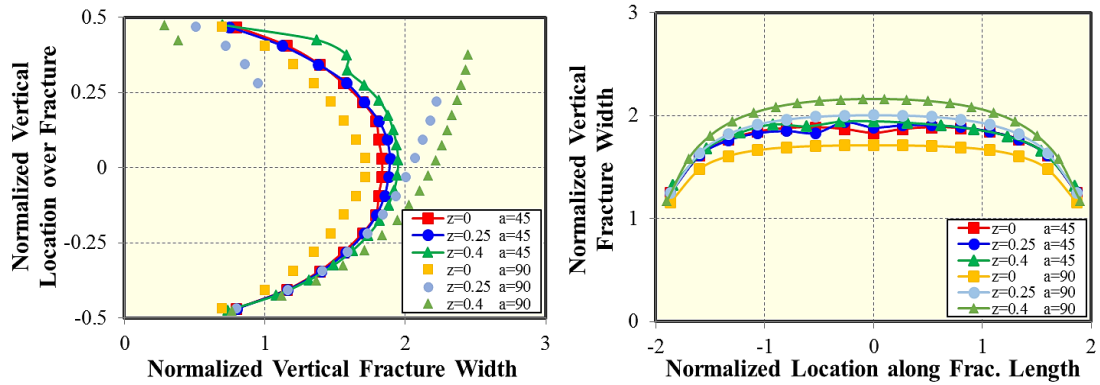 Normalized Vertical
Location over Fracture
0.5
0.25
0
-0.25
-0.5
z=0 a=45
z=0.25 a=45
z=0.4 a=45
z=0 a=90
z=0.25 a=90
z=0.4 a=90
0 1 2 3
Normalized Vertical Fracture Width
Normalized Vertical
Fracture Width
3
2
1
0
z=0 a=45
z=0.25 a=45
z=0.4 a=45
z=0 a=90
z=0.25 a=90
z=0.4 a=90
-2 -1 0 1 2
Normalized Location along Frac. Length